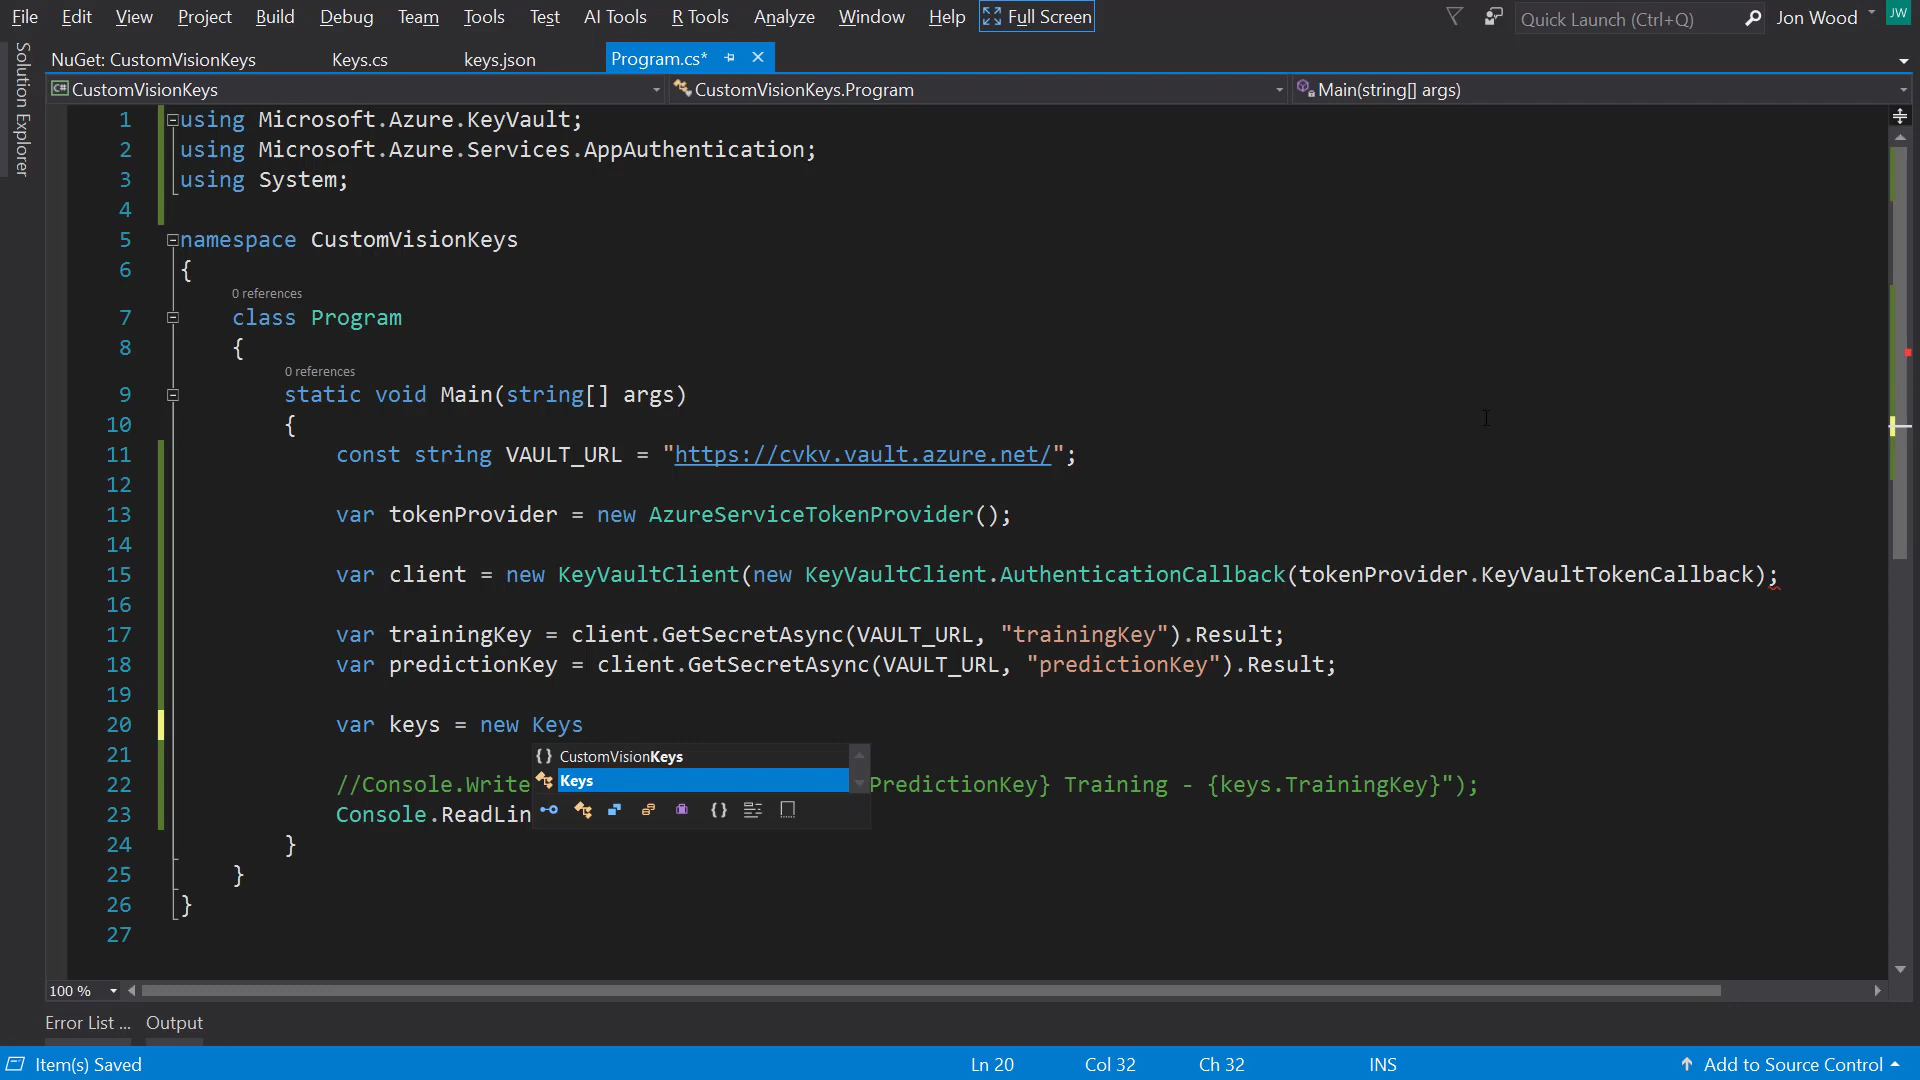 File Edit View Project Build Debug Team Tools Test AI Tools R Tools Analyze Window Help Full Screen Quick Launch (Ctrl+Q) Jon Wood JW
NuGet: CustomVisionKeys Keys.cs keys.json Program.cs*
CustomVisionKeys CustomVisionKeys.Program Main(string[] args)
Solution Explorer
1 using Microsoft.Azure.KeyVault;
2 using Microsoft.Azure.Services.AppAuthentication;
3 using System;
4
5 namespace CustomVisionKeys
6 {
0 references
7 class Program
8 {
0 references
9 static void Main(string[] args)
10 {
11 const string VAULT_URL = "https://cvkv.vault.azure.net/";
12
13 var tokenProvider = new AzureServiceTokenProvider();
14
15 var client = new KeyVaultClient(new KeyVaultClient.AuthenticationCallback(tokenProvider.KeyVaultTokenCallback);
16
17 var trainingKey = client.GetSecretAsync(VAULT_URL, "trainingKey").Result;
18 var predictionKey = client.GetSecretAsync(VAULT_URL, "predictionKey").Result;
19
20 var keys = new Keys
21 {} CustomVisionKeys
Keys
22 //Console.Write PredictionKey} Training - {keys.TrainingKey}");
23 Console.ReadLin
24 }
25 }
26 }
27
100 %
Error List ... Output
Item(s) Saved Ln 20 Col 32 Ch 32 INS Add to Source Control